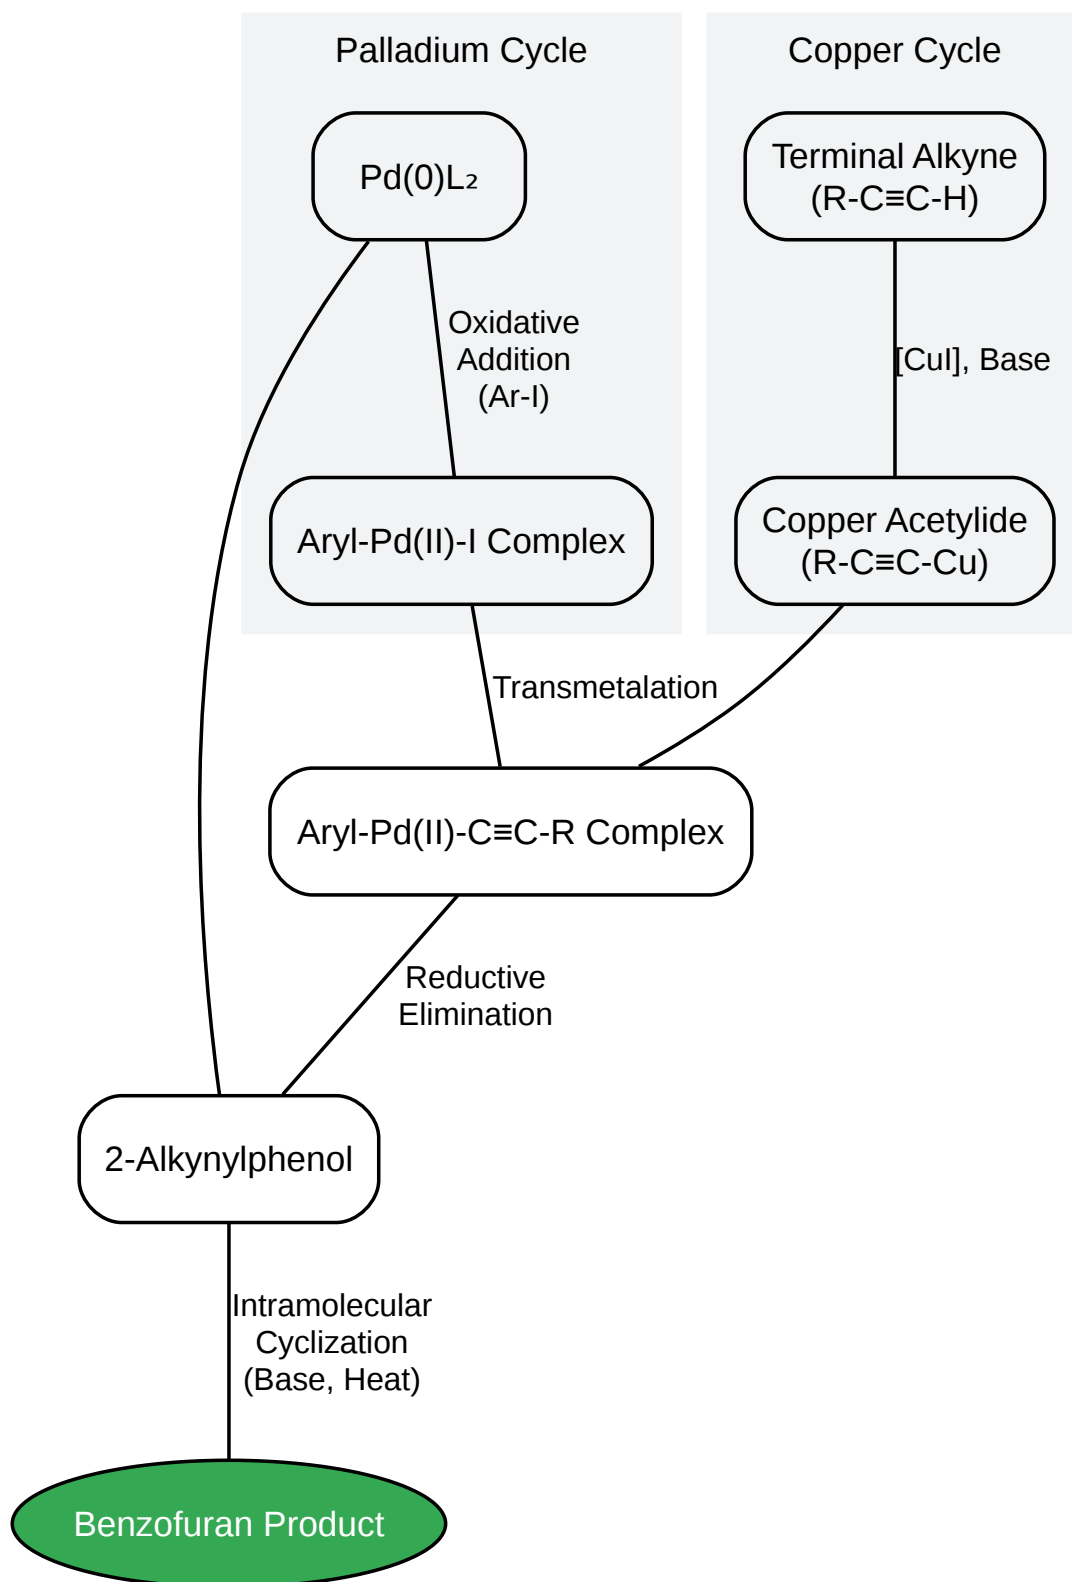 Palladium Cycle
Copper Cycle
Pd(0)L₂
Terminal Alkyne
(R-C≡C-H)
Oxidative
Addition
(Ar-I)
[CuI], Base
Aryl-Pd(II)-I Complex
Copper Acetylide
(R-C≡C-Cu)
Transmetalation
Aryl-Pd(II)-C≡C-R Complex
Reductive
Elimination
2-Alkynylphenol
Intramolecular
Cyclization
(Base, Heat)
Benzofuran Product